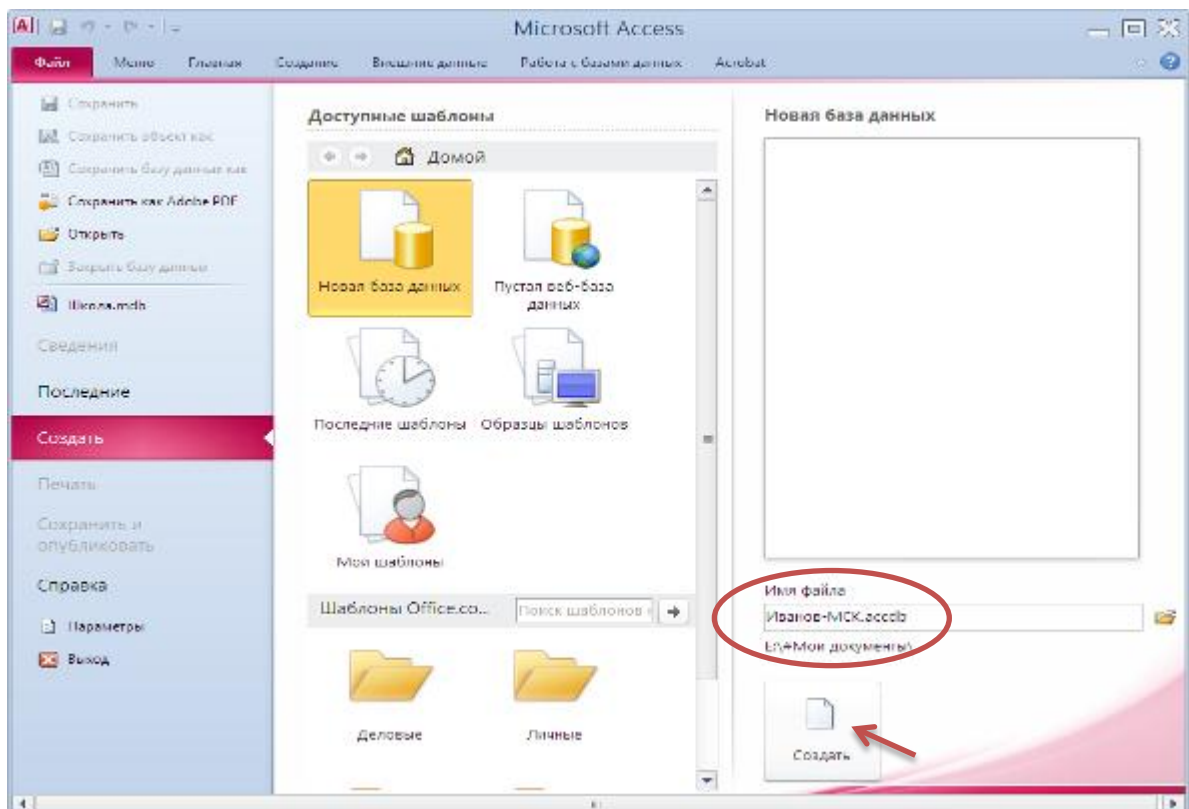 Microsoft Access
Файл Меню Главная Создание Внешние данные Работа с базами данных Acrobat
Сохранить
Сохранить объект как
Сохранить базу данных как
Сохранить как Adobe PDF
Открыть
Закрыть базу данных
Школа.mdb
Сведения
Последние
Создать
Печать
Сохранить и
опубликовать
Справка
Параметры
Выход
Доступные шаблоны
Домой
Новая база данных
Пустая веб-база
данных
Последние шаблоны
Образцы шаблонов
Мои шаблоны
Шаблоны Office.co...
Поиск шаблонов
Деловые
Личные
Новая база данных
Имя файла
Иванов-МСК.accdb
E:\#Мои документы\
Создать